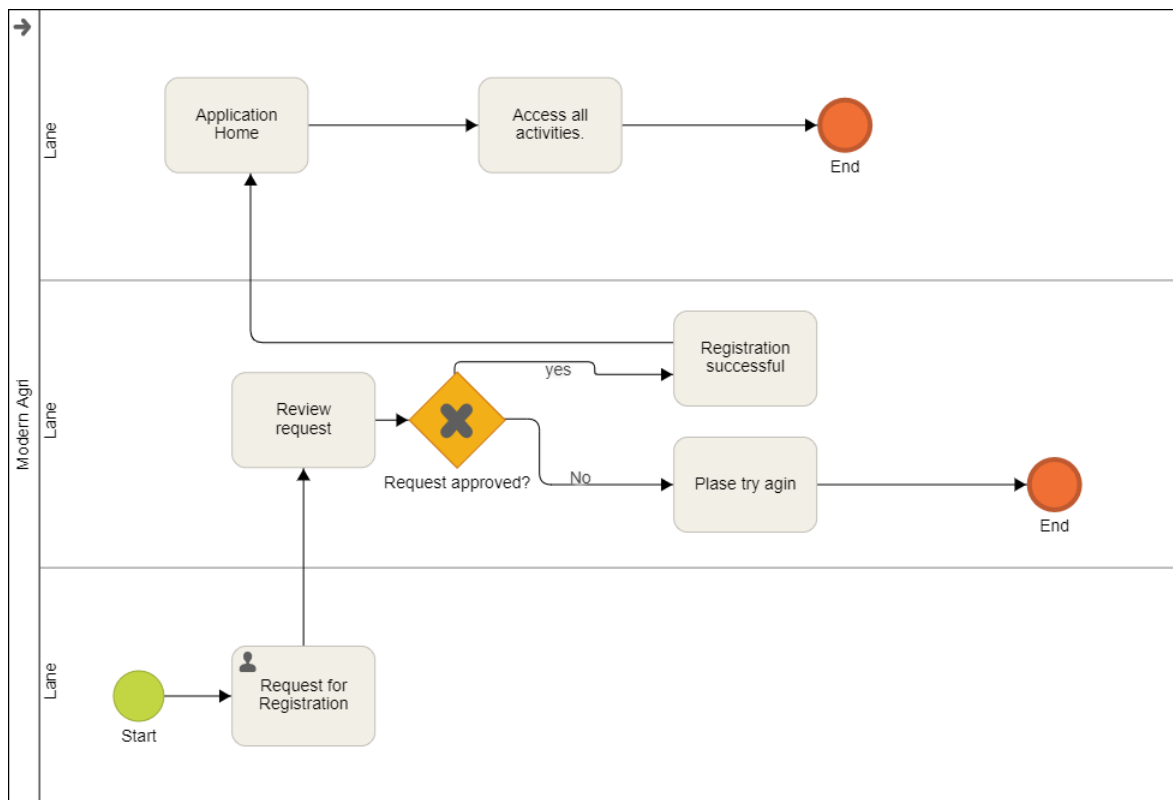 Modern Agri
Lane
Application
Home
Access all
activities.
End
Lane
Review
request
Request approved?
yes
No
Registration
successful
Plase try agin
End
Lane
Start
Request for
Registration